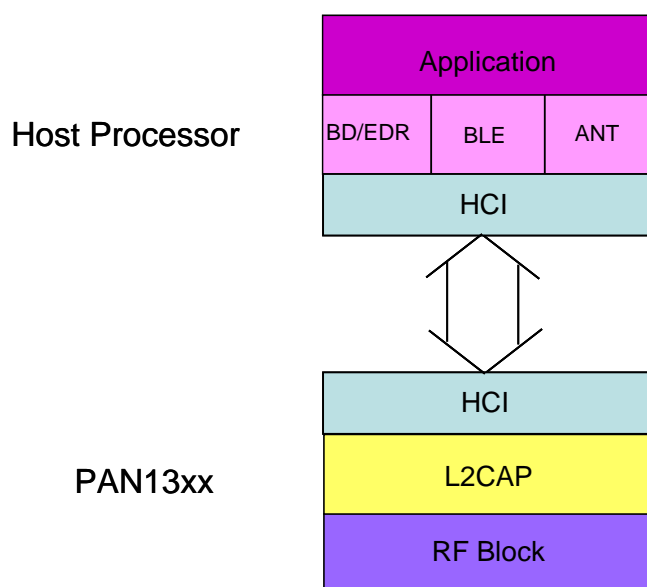 Application
Host Processor
BD/EDR
BLE
ANT
HCI
HCI
PAN13xx
L2CAP
RF Block